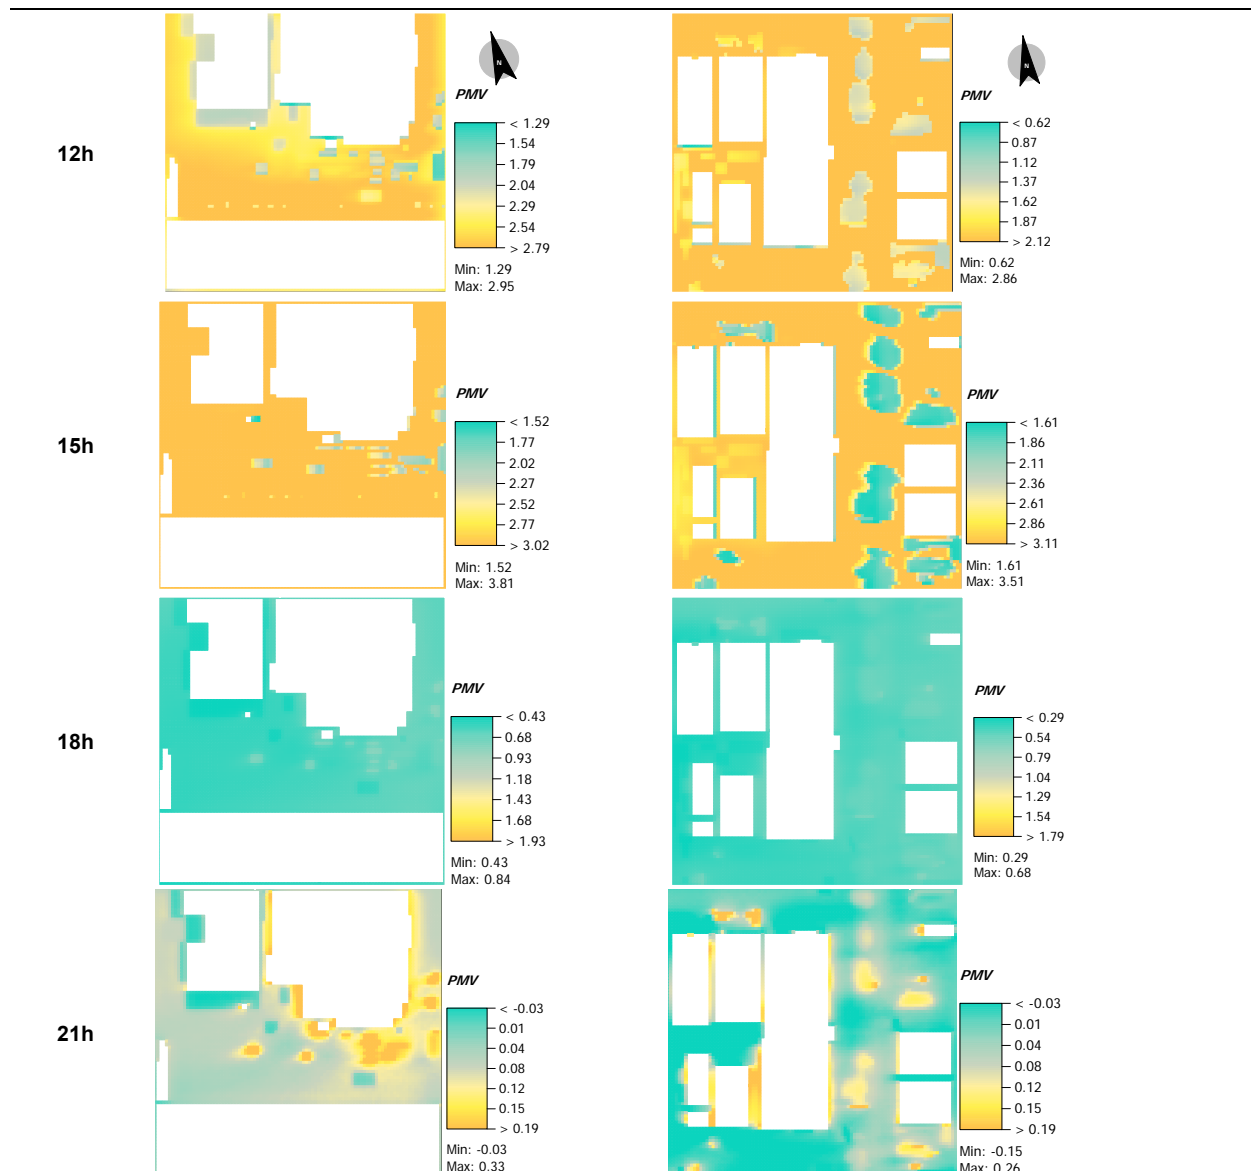 12h
N
PMV
< 1.29
1.54
1.79
2.04
2.29
2.54
> 2.79
Min: 1.29
Max: 2.95
N
PMV
< 0.62
0.87
1.12
1.37
1.62
1.87
> 2.12
Min: 0.62
Max: 2.86
15h
PMV
< 1.52
1.77
2.02
2.27
2.52
2.77
> 3.02
Min: 1.52
Max: 3.81
PMV
< 1.61
1.86
2.11
2.36
2.61
2.86
> 3.11
Min: 1.61
Max: 3.51
18h
PMV
< 0.43
0.68
0.93
1.18
1.43
1.68
> 1.93
Min: 0.43
Max: 0.84
PMV
< 0.29
0.54
0.79
1.04
1.29
1.54
> 1.79
Min: 0.29
Max: 0.68
21h
PMV
< -0.03
0.01
0.04
0.08
0.12
0.15
> 0.19
Min: -0.03
Max: 0.33
PMV
< -0.03
0.01
0.04
0.08
0.12
0.15
> 0.19
Min: -0.15
Max: 0.26